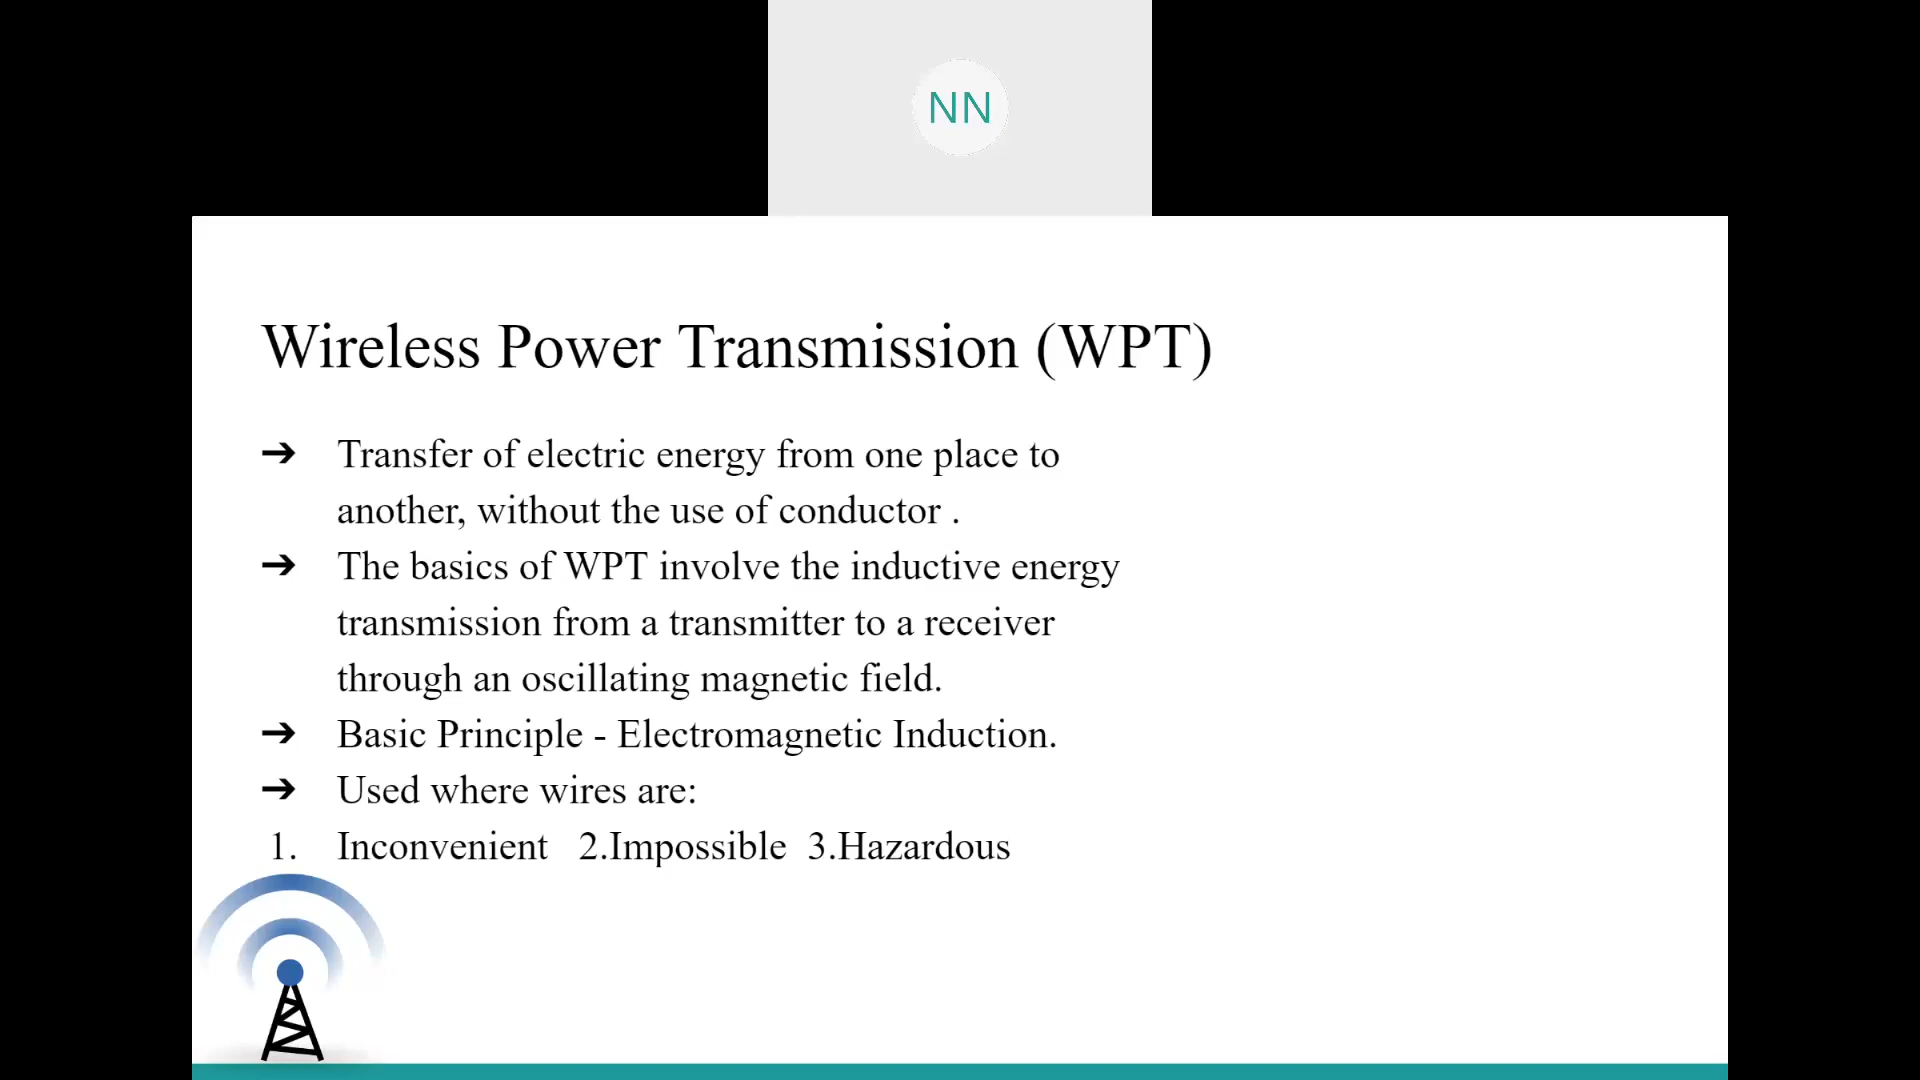 NN
Wireless Power Transmission (WPT)
➔ Transfer of electric energy from one place to
another, without the use of conductor .
➔ The basics of WPT involve the inductive energy
transmission from a transmitter to a receiver
through an oscillating magnetic field.
➔ Basic Principle - Electromagnetic Induction.
➔ Used where wires are:
1. Inconvenient 2.Impossible 3.Hazardous